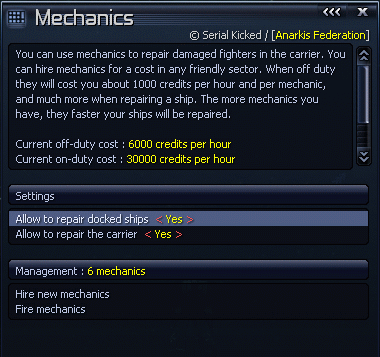 Mechanics
© Serial Kicked / [Anarkis Federation]
You can use mechanics to repair damaged fighters in the carrier. You
can hire mechanics for a cost in any friendly sector. When off duty
they will cost you about 1000 credits per hour and per mechanic,
and much more when repairing a ship. The more mechanics you
have, they faster your ships will be repaired.
Current off-duty cost : 6000 credits per hour
Current on-duty cost : 30000 credits per hour
Settings
Allow to repair docked ships < Yes >
Allow to repair the carrier < Yes >
Management : 6 mechanics
Hire new mechanics
Fire mechanics